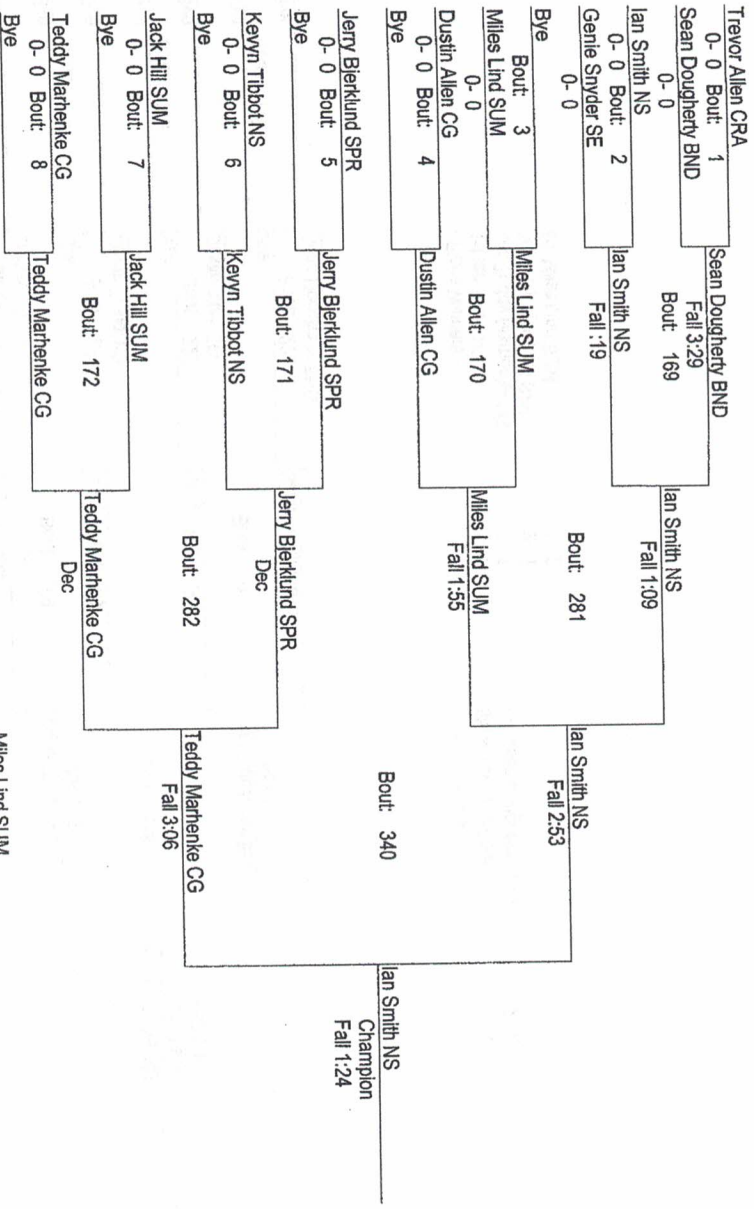 Trevor Allen CRA
0- 0 Bout: 1
Sean Dougherty BND
0- 0
Ian Smith NS
0- 0 Bout: 2
Genie Snyder SE
0- 0
Bye
Bout: 3
Miles Lind SUM
0- 0
Dustin Allen CG
0- 0 Bout: 4
Bye
Jerry Bjerklund SPR
0- 0 Bout: 5
Bye
Kevyn Tibbot NS
0- 0 Bout: 6
Bye
Jack Hill SUM
0- 0 Bout: 7
Bye
Teddy Marhenke CG
0- 0 Bout: 8
Bye
Sean Dougherty BND
Fall 3:29
Bout: 169
Ian Smith NS
Fall :19
Miles Lind SUM
Bout: 170
Dustin Allen CG
Jerry Bjerklund SPR
Bout: 171
Kevyn Tibbot NS
Jack Hill SUM
Bout: 172
Teddy Marhenke CG
Ian Smith NS
Fall 1:09
Bout: 281
Miles Lind SUM
Fall 1:55
Jerry Bjerklund SPR
Dec
Bout: 282
Teddy Marhenke CG
Dec
Ian Smith NS
Fall 2:53
Bout: 340
Teddy Marhenke CG
Fall 3:06
Ian Smith NS
Champion
Fall 1:24
Miles Lind SUM